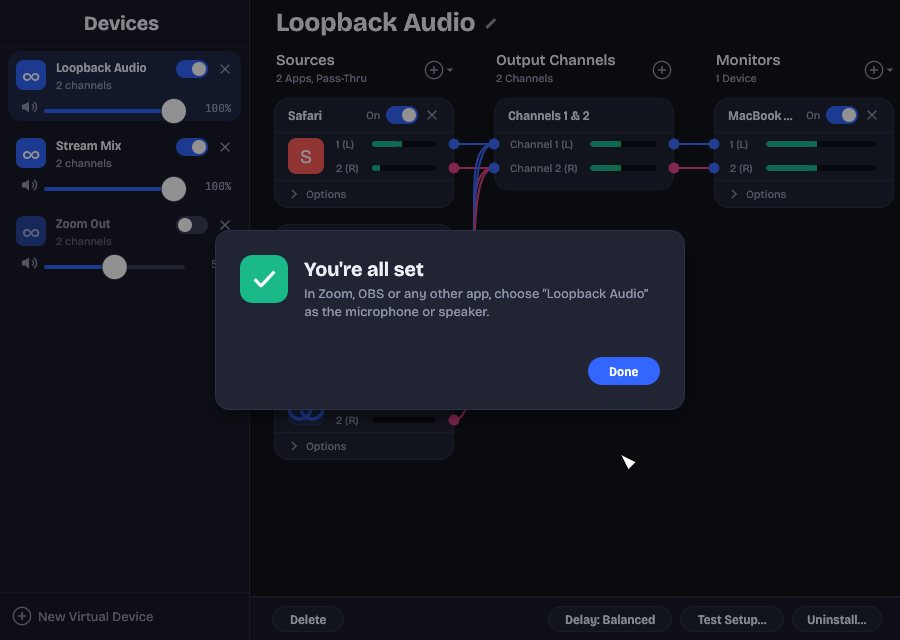 Devices
Loopback Audio
2 channels
100%
Stream Mix
2 channels
100%
Zoom Out
2 channels
New Virtual Device
Loopback Audio
Sources
2 Apps, Pass-Thru
Output Channels
2 Channels
Monitors
1 Device
Safari
On
S
1 (L)
2 (R)
Options
Channels 1 & 2
Channel 1 (L)
Channel 2 (R)
MacBook ...
On
1 (L)
2 (R)
Options
You're all set
In Zoom, OBS or any other app, choose “Loopback Audio”
as the microphone or speaker.
Done
2 (R)
Options
Delete
Delay: Balanced
Test Setup...
Uninstall...